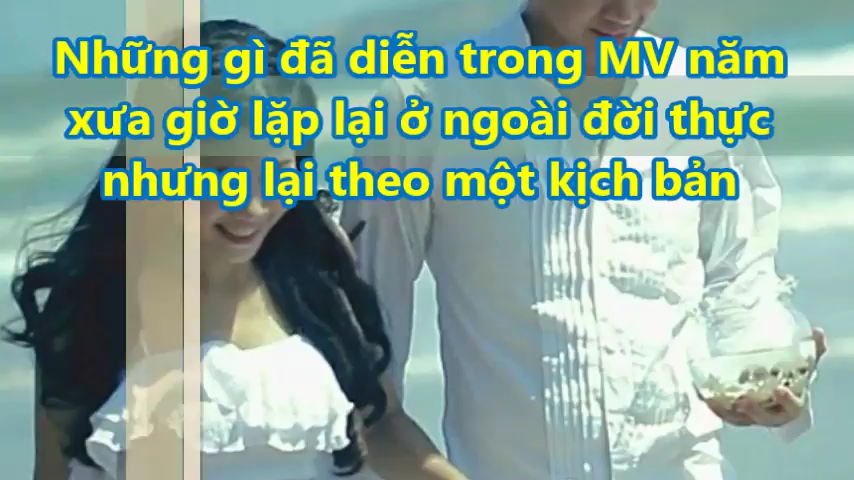 Những gì đã diễn trong MV năm
xưa giờ lặp lại ở ngoài đời thực
nhưng lại theo một kịch bản